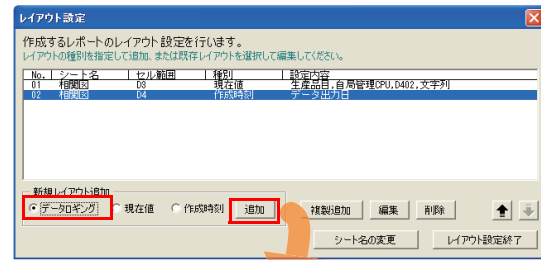 レイアウト設定
作成するレポートのレイアウト設定を行います。
レイアウトの種別を指定して追加、または既存レイアウトを選択して編集してください。
No. シート名 セル範囲 種別 設定内容
01 相関図 D3 現在値 生産品目,自局管理CPU,D402,文字列
02 相関図 D4 作成時刻 データ出力日
新規レイアウト追加
データロギング 現在値 作成時刻 追加 複製追加 編集 削除
シート名の変更 レイアウト設定終了